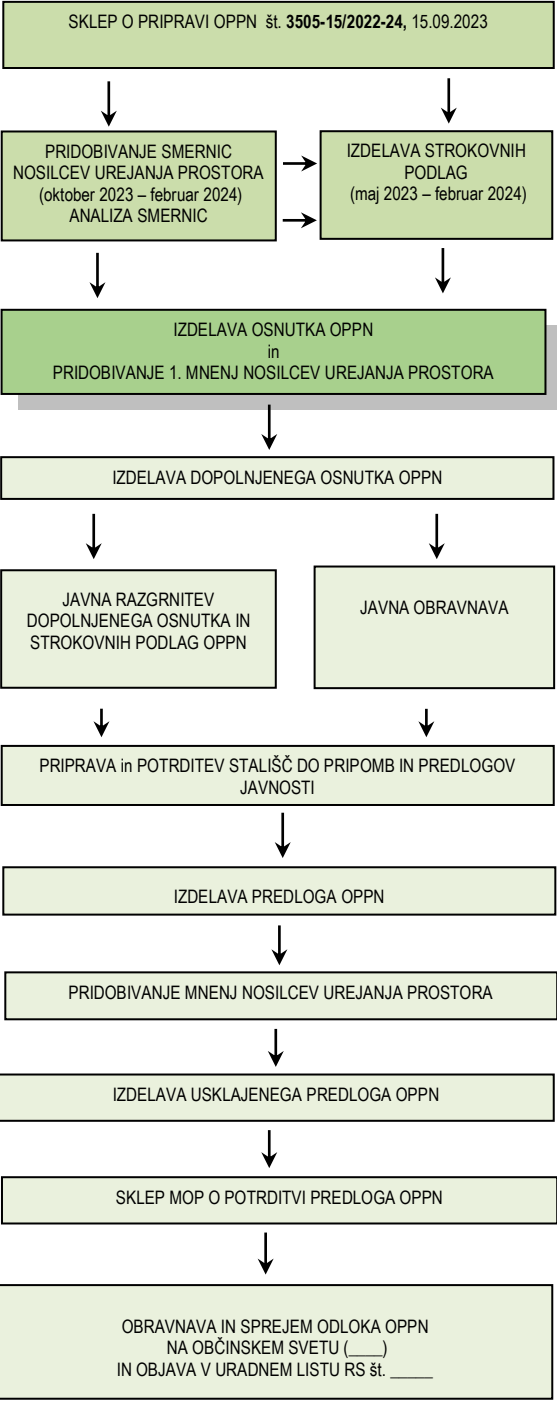 SKLEP O PRIPRAVI OPPN št. 3505-15/2022-24, 15.09.2023
PRIDOBIVANJE SMERNIC
NOSILCEV UREJANJA PROSTORA
(oktober 2023 – februar 2024)
ANALIZA SMERNIC
IZDELAVA STROKOVNIH
PODLAG
(maj 2023 – februar 2024)
IZDELAVA OSNUTKA OPPN
in
PRIDOBIVANJE 1. MNENJ NOSILCEV UREJANJA PROSTORA
IZDELAVA DOPOLNJENEGA OSNUTKA OPPN
JAVNA RAZGRNITEV
DOPOLNJENEGA OSNUTKA IN
STROKOVNIH PODLAG OPPN
JAVNA OBRAVNAVA
PRIPRAVA in POTRDITEV STALIŠČ DO PRIPOMB IN PREDLOGOV
JAVNOSTI
IZDELAVA PREDLOGA OPPN
PRIDOBIVANJE MNENJ NOSILCEV UREJANJA PROSTORA
IZDELAVA USKLAJENEGA PREDLOGA OPPN
SKLEP MOP O POTRDITVI PREDLOGA OPPN
OBRAVNAVA IN SPREJEM ODLOKA OPPN
NA OBČINSKEM SVETU (____)
IN OBJAVA V URADNEM LISTU RS št. _____